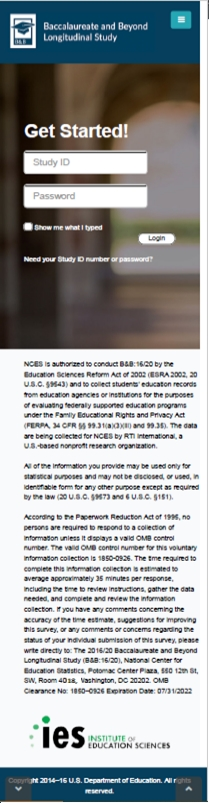 B&B
Baccalaureate and Beyond
Longitudinal Study
Get Started!
Study ID
Password
Show me what I typed
Login
Need your Study ID number or password?
NCES is authorized to conduct B&B:16/20 by the
Education Sciences Reform Act of 2002 (ESRA 2002, 20
U.S.C. §9543) and to collect students' education records
from education agencies or institutions for the purposes
of evaluating federally supported education programs
under the Family Educational Rights and Privacy Act
(FERPA, 34 CFR §§ 99.31(a)(3)(iii) and 99.35). The data
are being collected for NCES by RTI International, a
U.S.-based nonprofit research organization.
All of the information you provide may be used only for
statistical purposes and may not be disclosed, or used, in
identifiable form for any other purpose except as required
by the law (20 U.S.C. §9573 and 6 U.S.C. §151).
According to the Paperwork Reduction Act of 1995, no
persons are required to respond to a collection of
information unless it displays a valid OMB control
number. The valid OMB control number for this voluntary
information collection is 1850-0926. The time required to
complete this information collection is estimated to
average approximately 35 minutes per response,
including the time to review instructions, gather the data
needed, and complete and review the information
collection. If you have any comments concerning the
accuracy of the time estimate, suggestions for improving
this survey, or any comments or concerns regarding the
status of your individual submission of this survey, please
write directly to: The 2016/20 Baccalaureate and Beyond
Longitudinal Study (B&B:16/20), National Center for
Education Statistics, Potomac Center Plaza, 550 12th St,
SW, Room 4018, Washington, DC 20202. OMB
Clearance No: 1850-0926 Expiration Date: 07/31/2022
ies INSTITUTE OF
EDUCATION SCIENCES
Copyright 2014-16 U.S. Department of Education. All rights
reserved.